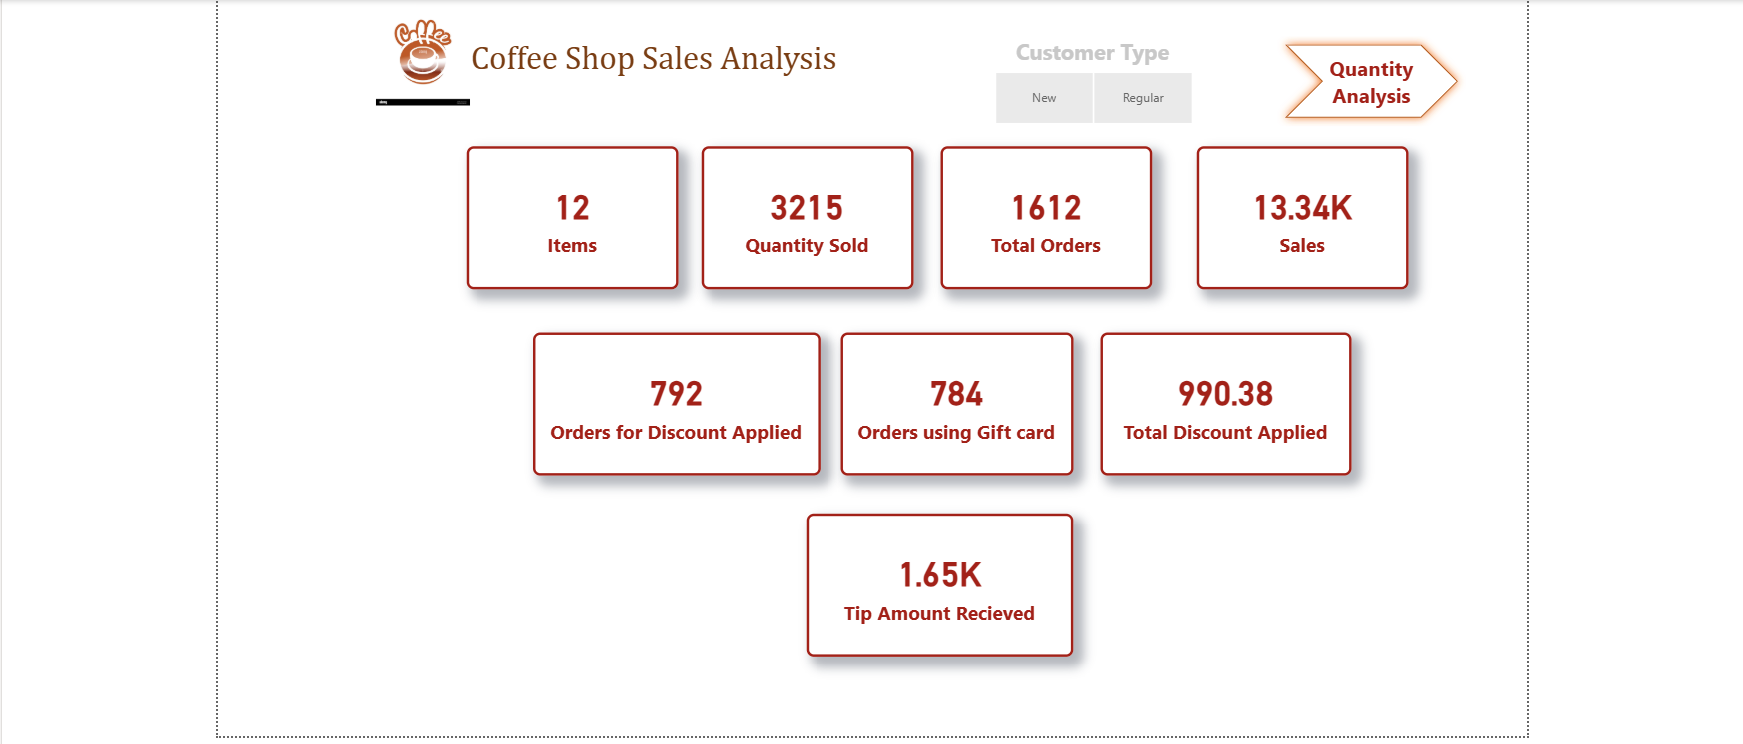 Coffee
Coffee Shop Sales Analysis
Customer Type
New
Regular
Quantity
Analysis
12
Items
3215
Quantity Sold
1612
Total Orders
13.34K
Sales
792
Orders for Discount Applied
784
Orders using Gift card
990.38
Total Discount Applied
1.65K
Tip Amount Recieved